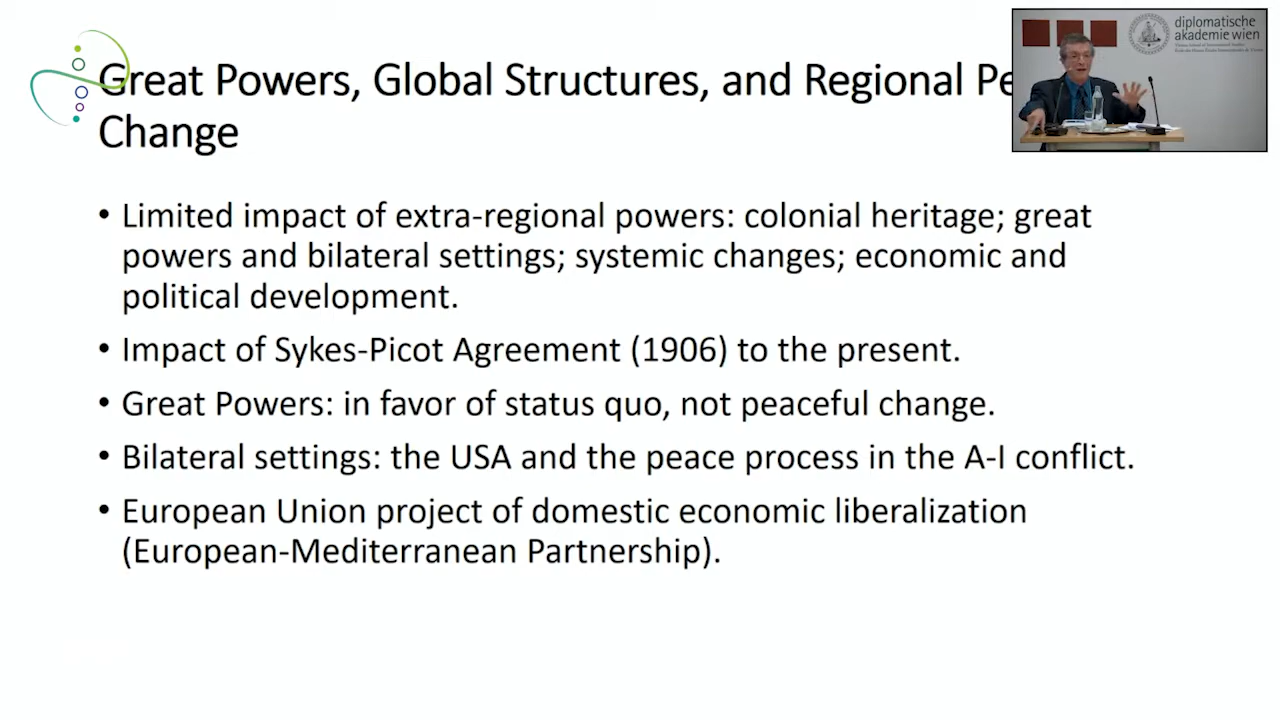 Great Powers, Global Structures, and Regional Pe
Change
• Limited impact of extra-regional powers: colonial heritage; great
powers and bilateral settings; systemic changes; economic and
political development.
• Impact of Sykes-Picot Agreement (1906) to the present.
• Great Powers: in favor of status quo, not peaceful change.
• Bilateral settings: the USA and the peace process in the A-I conflict.
• European Union project of domestic economic liberalization
(European-Mediterranean Partnership).
diplomatische
akademie wien